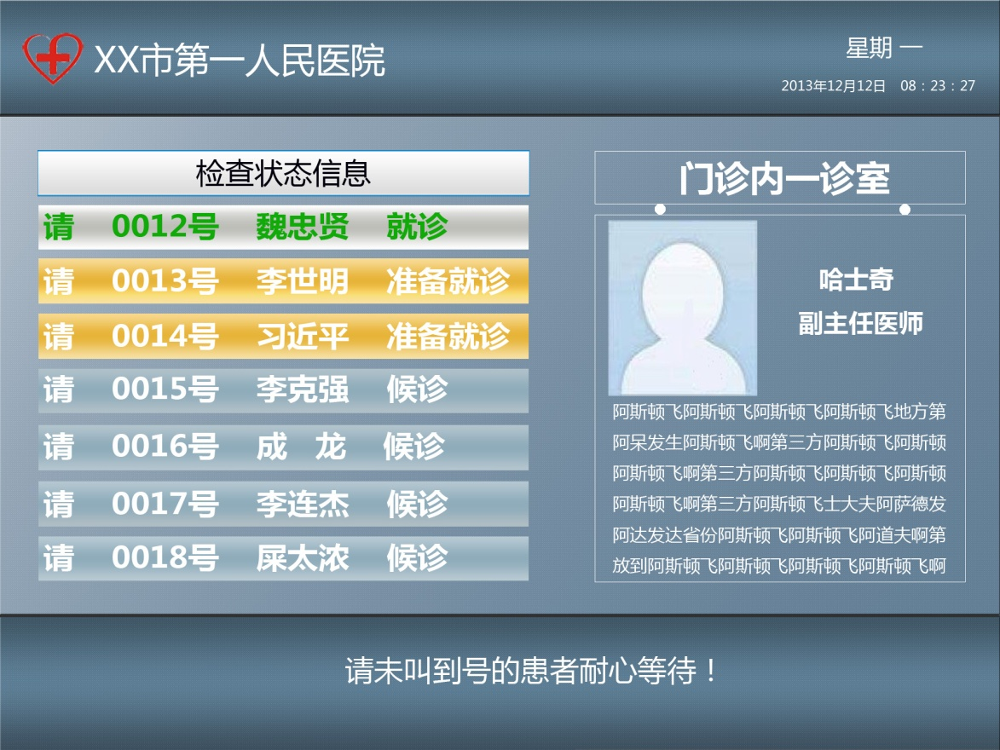 XX市第一人民医院
星期 一
2013年12月12日 08：23：27
检查状态信息
请 0012号 魏忠贤 就诊
请 0013号 李世明 准备就诊
请 0014号 习近平 准备就诊
请 0015号 李克强 候诊
请 0016号 成 龙 候诊
请 0017号 李连杰 候诊
请 0018号 屎太浓 候诊
门诊内一诊室
哈士奇
副主任医师
阿斯顿飞阿斯顿飞阿斯顿飞阿斯顿飞地方第
阿呆发生阿斯顿飞啊第三方阿斯顿飞阿斯顿
阿斯顿飞啊第三方阿斯顿飞阿斯顿飞阿斯顿
阿斯顿飞啊第三方阿斯顿飞士大夫阿萨德发
阿达发达省份阿斯顿飞阿斯顿飞阿道夫啊第
放到阿斯顿飞阿斯顿飞阿斯顿飞阿斯顿飞啊
请未叫到号的患者耐心等待！